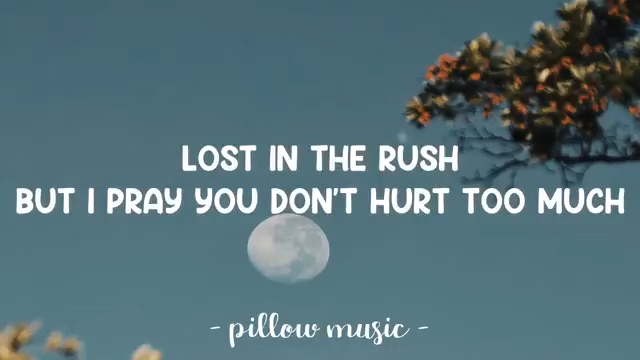 LOST IN THE RUSH
BUT I PRAY YOU DON'T HURT TOO MUCH
- pillow music -